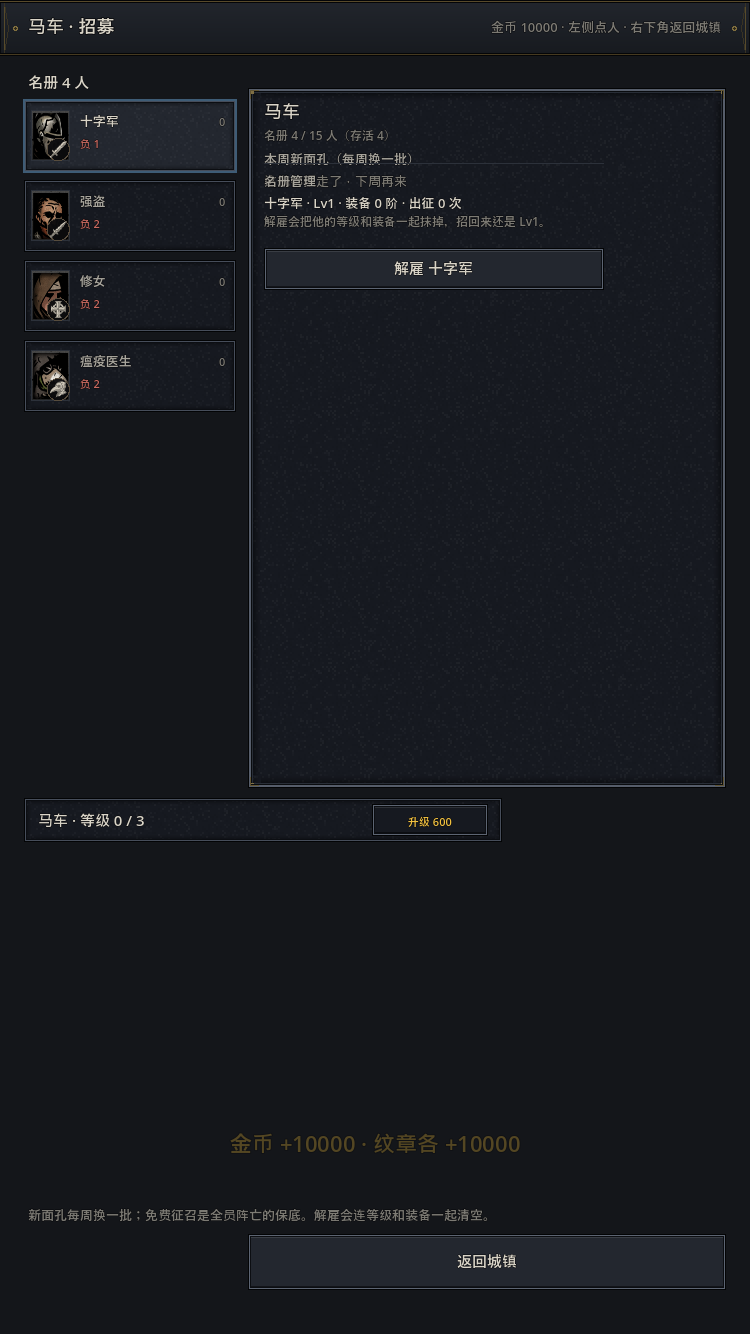 马车 · 招募
金币 10000 · 左侧点人 · 右下角返回城镇
名册 4 人
十字军 0
负 1
强盗 0
负 2
修女 0
负 2
瘟疫医生 0
负 2
马车
名册 4 / 15 人（存活 4）
本周新面孔（每周换一批）
名册管理走了 · 下周再来
十字军 · Lv1 · 装备 0 阶 · 出征 0 次
解雇会把他的等级和装备一起抹掉，招回来还是 Lv1。
解雇 十字军
马车 · 等级 0 / 3
升级 600
金币 +10000 · 纹章各 +10000
新面孔每周换一批；免费征召是全员阵亡的保底。解雇会连等级和装备一起清空。
返回城镇